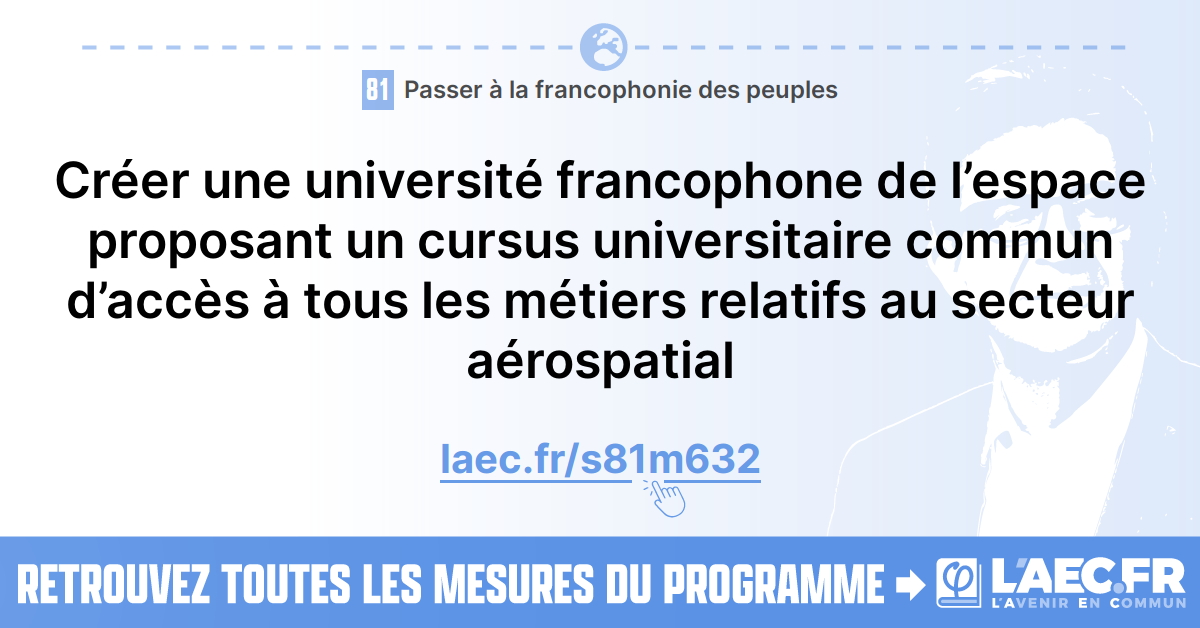 81 Passer à la francophonie des peuples
Créer une université francophone de l’espace
proposant un cursus universitaire commun
d’accès à tous les métiers relatifs au secteur
aérospatial
laec.fr/s81m632
RETROUVEZ TOUTES LES MESURES DU PROGRAMME
φ L'AEC.FR
L'AVENIR EN COMMUN